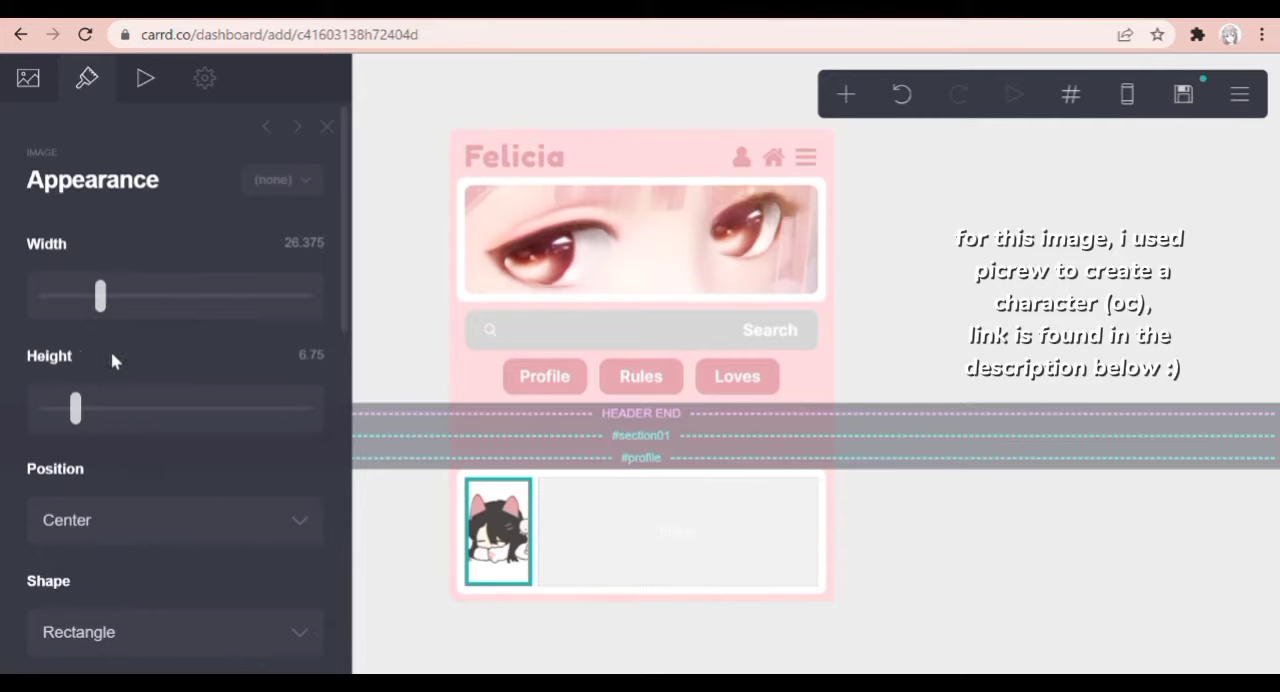 carrd.co/dashboard/add/c41603138h72404d
IMAGE
Appearance
(none)
Width
26.375
Height
6.75
Position
Center
Shape
Rectangle
Felicia
Search
Profile
Rules
Loves
HEADER END
#section01
#profile
for this image, i used
picrew to create a
character (oc),
link is found in the
description below :)